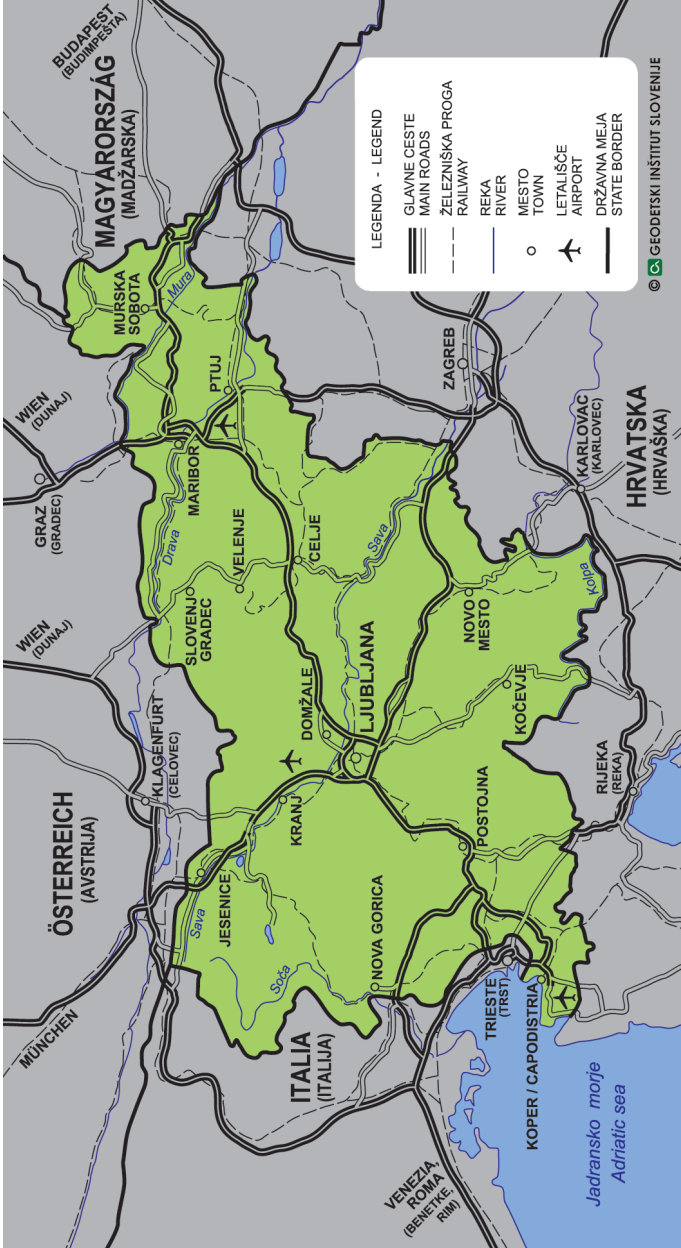 MÜNCHEN
ÖSTERREICH
(AVSTRIJA)
WIEN
(DUNAJ)
GRAZ
(GRADEC)
WIEN
(DUNAJ)
MAGYARORSZÁG
(MADŽARSKA)
BUDAPEST
(BUDIMPEŠTA)
KLAGENFURT
(CELOVEC)
MURSKA
SOBOTA
Mura
Drava
MARIBOR
PTUJ
SLOVENJ
GRADEC
VELENJE
JESENICE
Sava
KRANJ
DOMŽALE
CELJE
Soča
LJUBLJANA
Sava
NOVA GORICA
ITALIA
(ITALIJA)
POSTOJNA
KOČEVJE
NOVO
MESTO
Kolpa
ZAGREB
VENEZIA,
ROMA
(BENETKE,
RIM)
TRIESTE
(TRST)
KOPER / CAPODISTRIA
RIJEKA
(REKA)
KARLOVAC
(KARLOVEC)
HRVATSKA
(HRVAŠKA)
Jadransko morje
Adriatic sea
LEGENDA - LEGEND
GLAVNE CESTE
MAIN ROADS
ŽELEZNIŠKA PROGA
RAILWAY
REKA
RIVER
MESTO
TOWN
LETALIŠČE
AIRPORT
DRŽAVNA MEJA
STATE BORDER
© GEODETSKI INŠTITUT SLOVENIJE